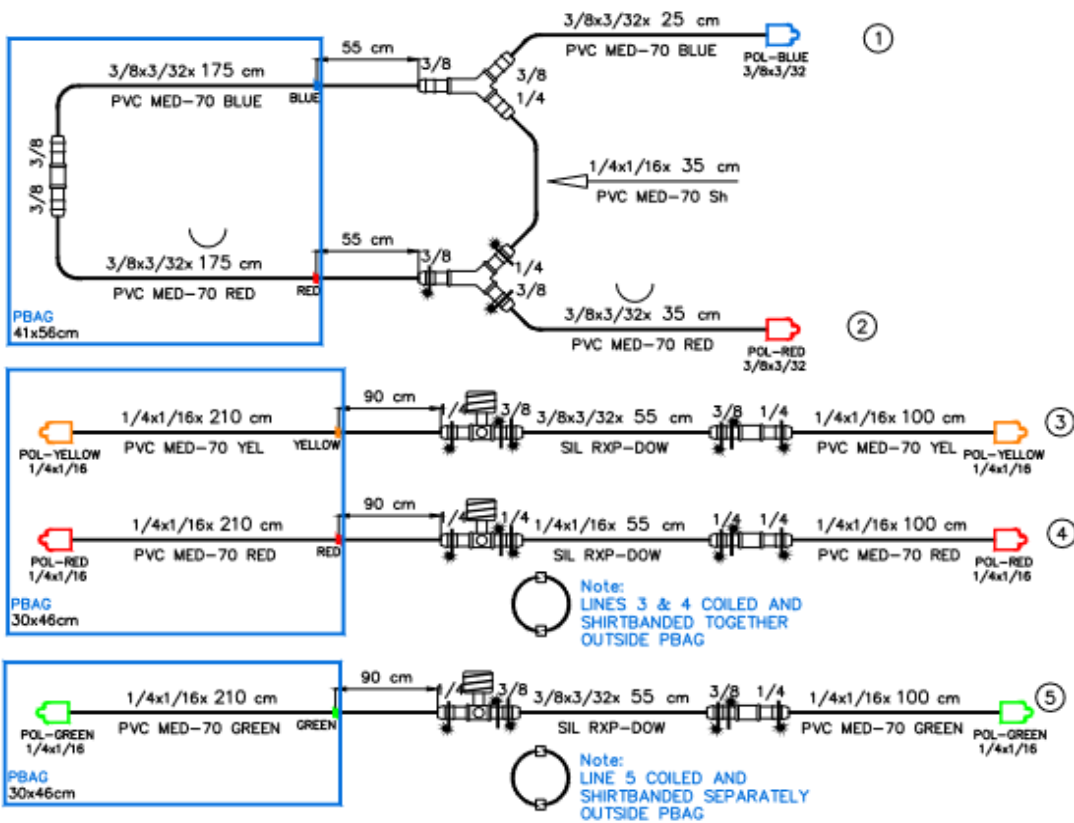 3/8x3/32x 25 cm
PVC MED-70 BLUE
POL-BLUE
3/8x3/32
1
55 cm
3/8x3/32x 175 cm
PVC MED-70 BLUE
BLUE
3/8
3/8
1/4
3/8
3/8
1/4x1/16x 35 cm
PVC MED-70 Sh
55 cm
3/8x3/32x 175 cm
PVC MED-70 RED
RED
3/8
1/4
3/8
3/8x3/32x 35 cm
PVC MED-70 RED
POL-RED
3/8x3/32
2
PBAG
41x56cm
90 cm
1/4x1/16x 210 cm
PVC MED-70 YEL
YELLOW
POL-YELLOW
1/4x1/16
1/4
3/8
3/8x3/32x 55 cm
SIL RXP-DOW
3/8
1/4
1/4x1/16x 100 cm
PVC MED-70 YEL
POL-YELLOW
1/4x1/16
3
90 cm
1/4x1/16x 210 cm
PVC MED-70 RED
RED
POL-RED
1/4x1/16
1/4
1/4
1/4x1/16x 55 cm
SIL RXP-DOW
1/4
1/4
1/4x1/16x 100 cm
PVC MED-70 RED
POL-RED
1/4x1/16
4
PBAG
30x46cm
Note:
LINES 3 & 4 COILED AND
SHIRTBANDED TOGETHER
OUTSIDE PBAG
90 cm
1/4x1/16x 210 cm
PVC MED-70 GREEN
GREEN
POL-GREEN
1/4x1/16
1/4
3/8
3/8x3/32x 55 cm
SIL RXP-DOW
3/8
1/4
1/4x1/16x 100 cm
PVC MED-70 GREEN
POL-GREEN
1/4x1/16
5
PBAG
30x46cm
Note:
LINE 5 COILED AND
SHIRTBANDED SEPARATELY
OUTSIDE PBAG